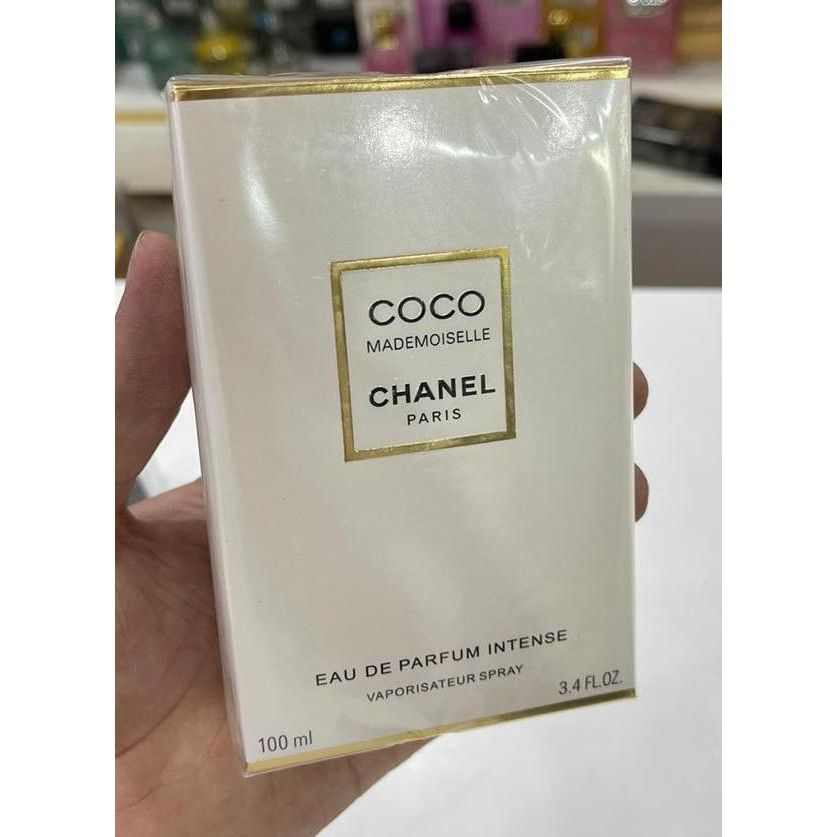 COCO
MADEMOISELLE
CHANEL
PARIS
EAU DE PARFUM INTENSE
VAPORISATEUR SPRAY
100 ml
3.4 FL.OZ.